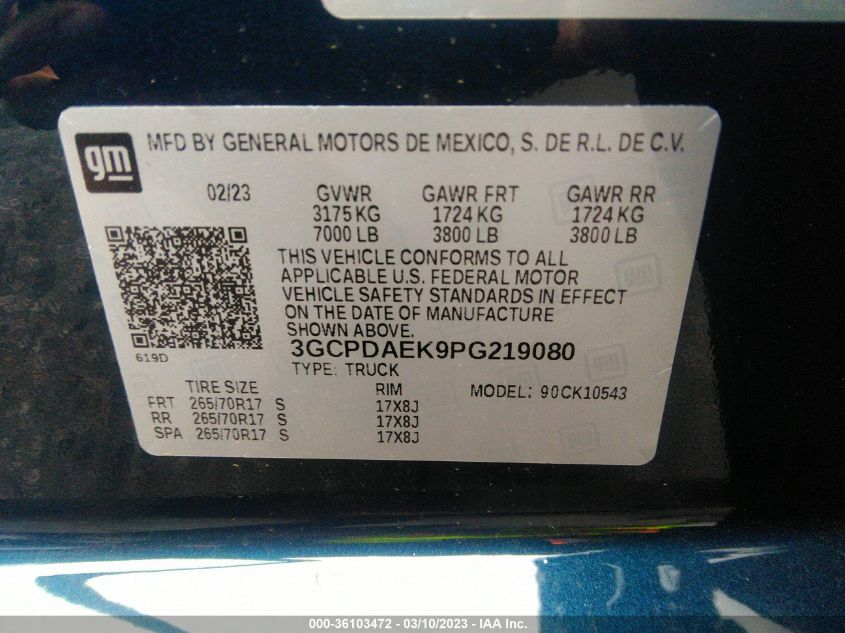 gm
MFD BY GENERAL MOTORS DE MEXICO, S. DE R.L. DE C.V.
02/23 GVWR GAWR FRT GAWR RR
3175 KG 1724 KG 1724 KG
7000 LB 3800 LB 3800 LB
THIS VEHICLE CONFORMS TO ALL
APPLICABLE U.S. FEDERAL MOTOR
VEHICLE SAFETY STANDARDS IN EFFECT
ON THE DATE OF MANUFACTURE
SHOWN ABOVE.
619D
3GCPDAEK9PG219080
TYPE: TRUCK
TIRE SIZE RIM MODEL: 90CK10543
FRT 265/70R17 S 17X8J
RR 265/70R17 S 17X8J
SPA 265/70R17 S 17X8J
000-36103472 — 03/10/2023 — IAA Inc.